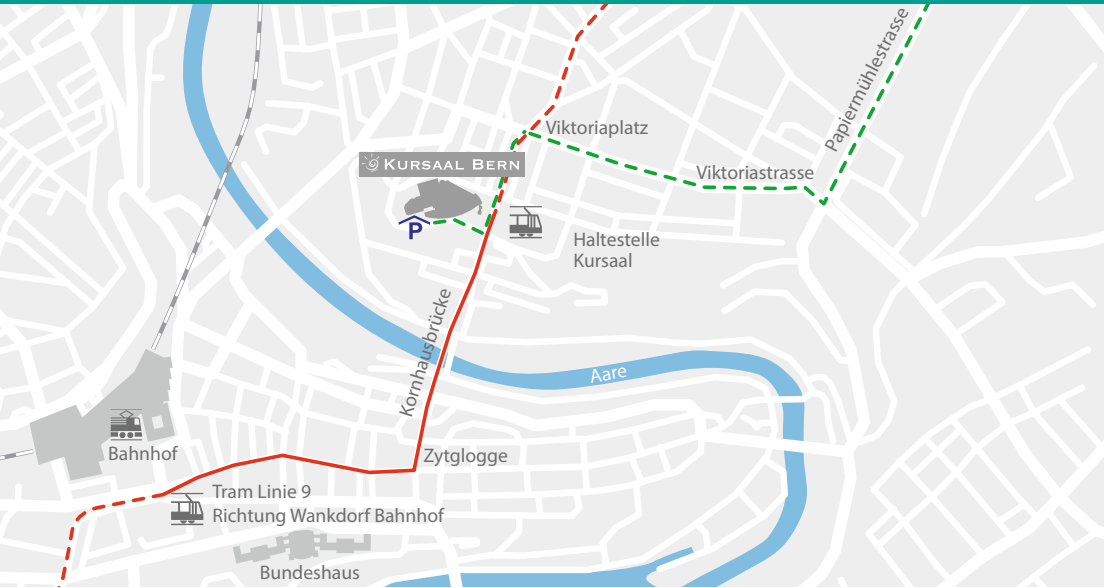 Papiermühlestrasse
Viktoriaplatz
KURSAAL BERN
Viktoriastrasse
P
Haltestelle
Kursaal
Kornhausbrücke
Aare
Bahnhof
Zytglogge
Tram Linie 9
Richtung Wankdorf Bahnhof
Bundeshaus